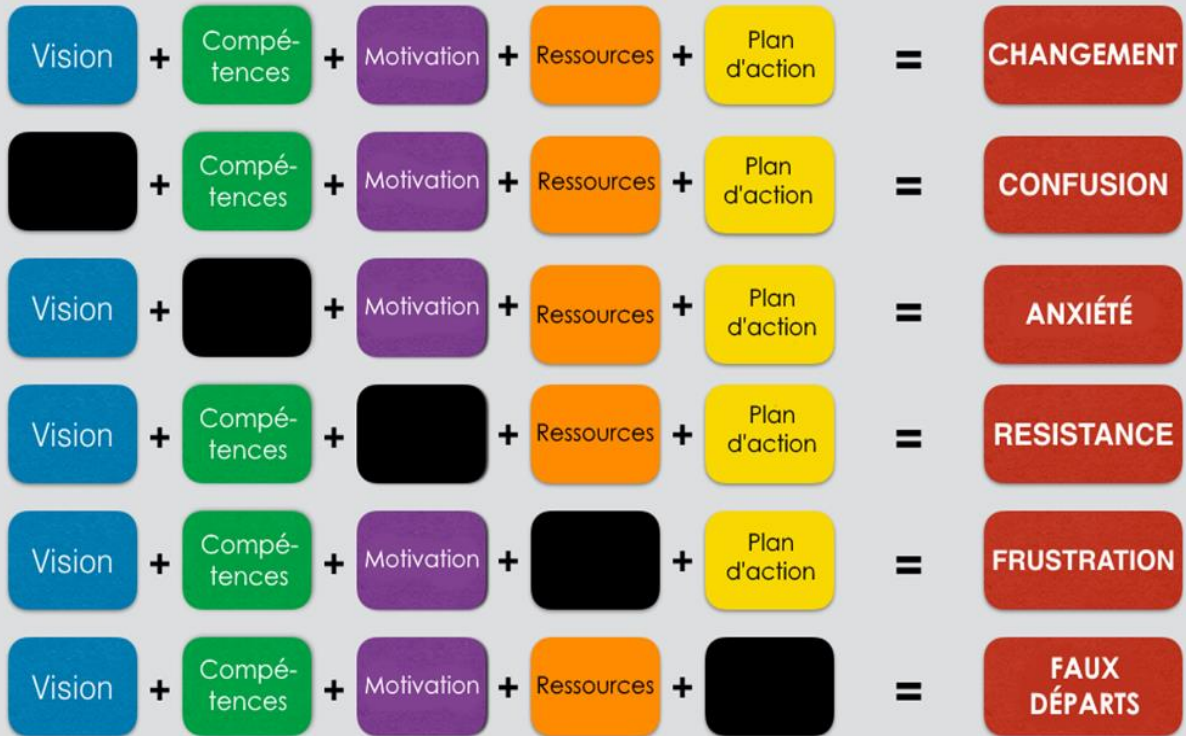 Vision + Compé-
tences + Motivation + Ressources + Plan
d'action = CHANGEMENT
+ Compé-
tences + Motivation + Ressources + Plan
d'action = CONFUSION
Vision + + Motivation + Ressources + Plan
d'action = ANXIÉTÉ
Vision + Compé-
tences + + Ressources + Plan
d'action = RESISTANCE
Vision + Compé-
tences + Motivation + + Plan
d'action = FRUSTRATION
Vision + Compé-
tences + Motivation + Ressources + = FAUX
DÉPARTS